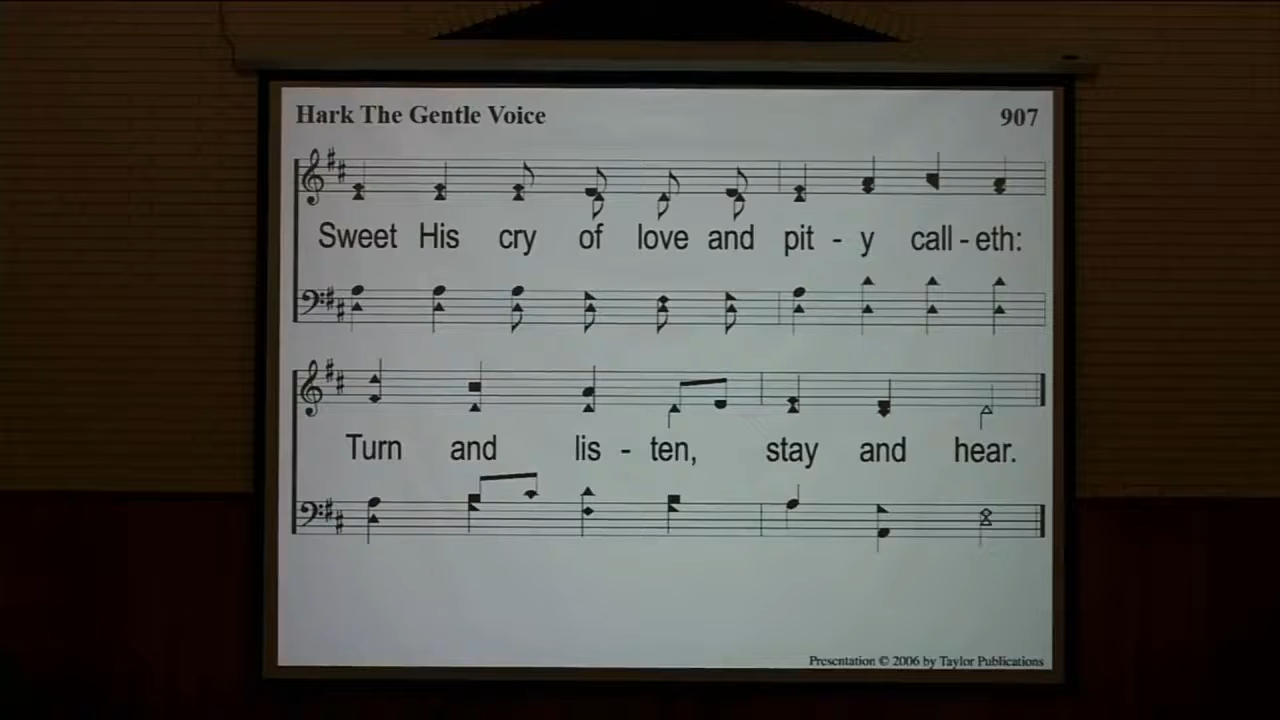 Hark The Gentle Voice 907
Sweet His cry of love and pit - y call - eth:
Turn and lis - ten, stay and hear.
Presentation © 2006 by Taylor Publications